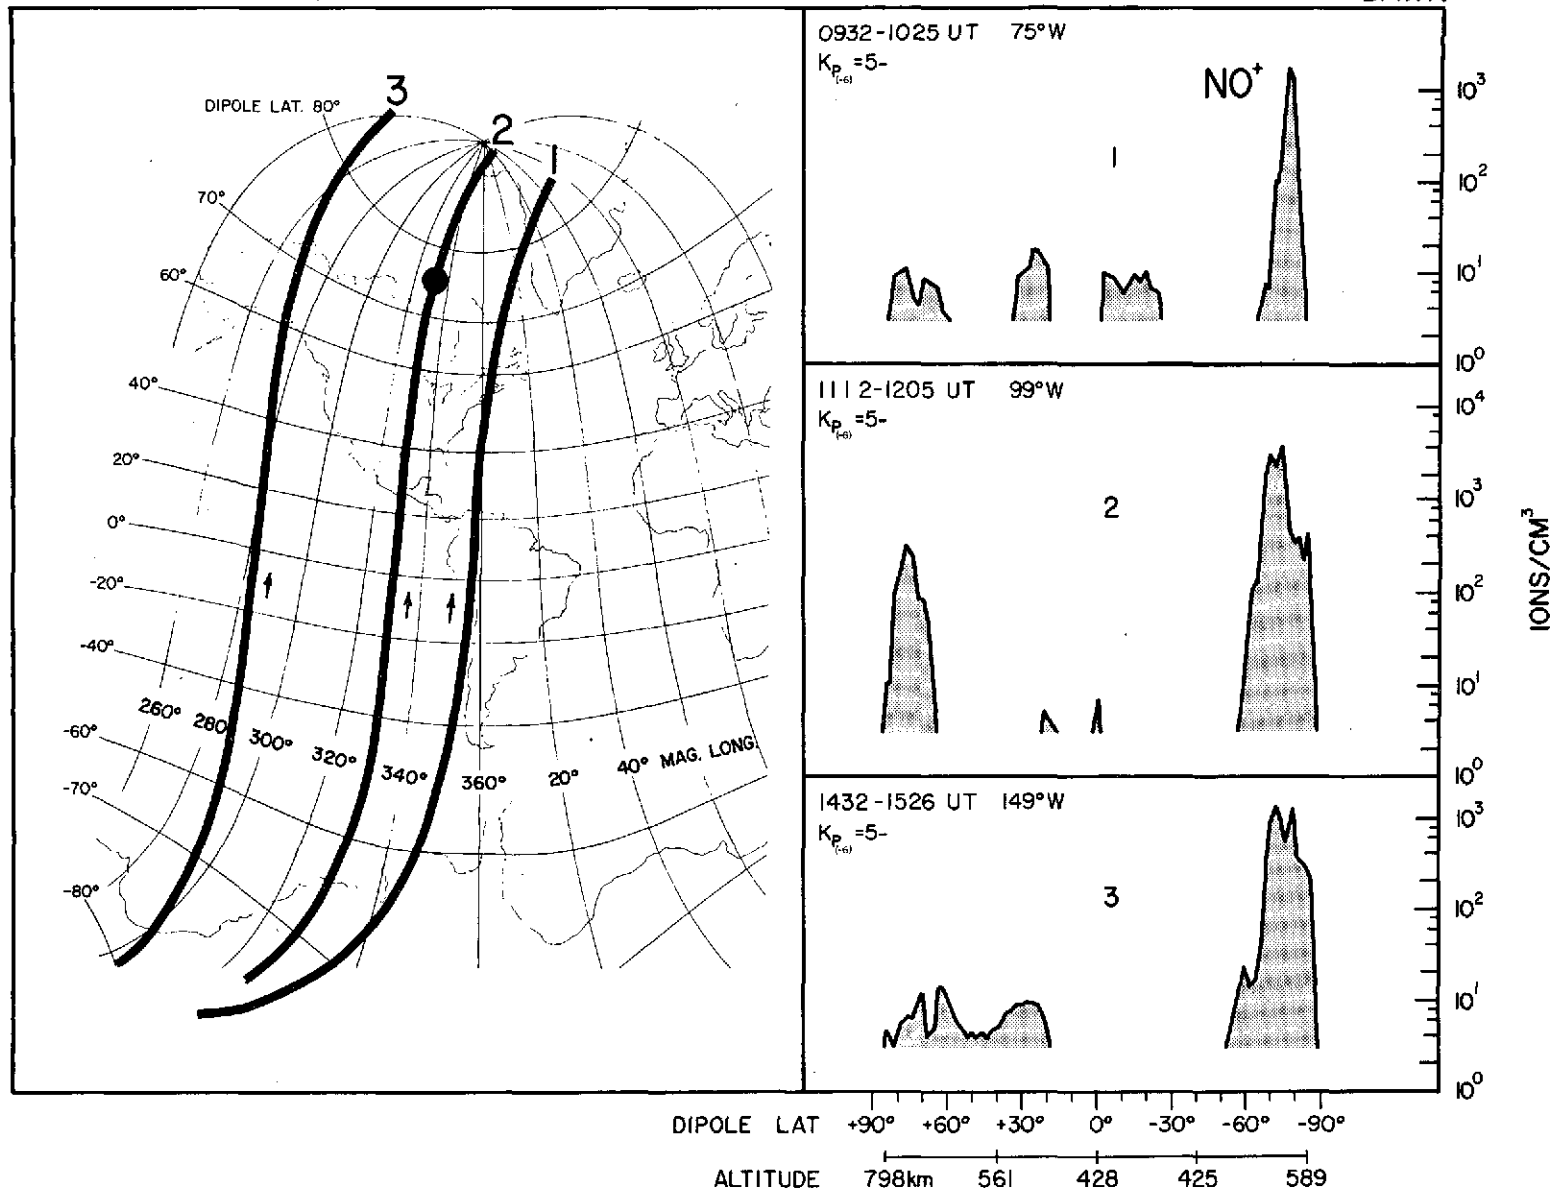 DIPOLE LAT. 80°
3
2
1
70°
60°
40°
20°
0°
-20°
-40°
-60°
-70°
-80°
260° 280 300° 320° 340° 360° 20° 40° MAG. LONG.
0932-1025 UT 75°W
Kp(-6) =5-
NO+
1
10³
10²
10¹
10⁰
1112-1205 UT 99°W
Kp(-6) =5-
2
10⁴
10³
10²
10¹
10⁰
1432-1526 UT 149°W
Kp(-6) =5-
3
10³
10²
10¹
10⁰
IONS/CM³
DIPOLE LAT +90° +60° +30° 0° -30° -60° -90°
ALTITUDE 798km 561 428 425 589